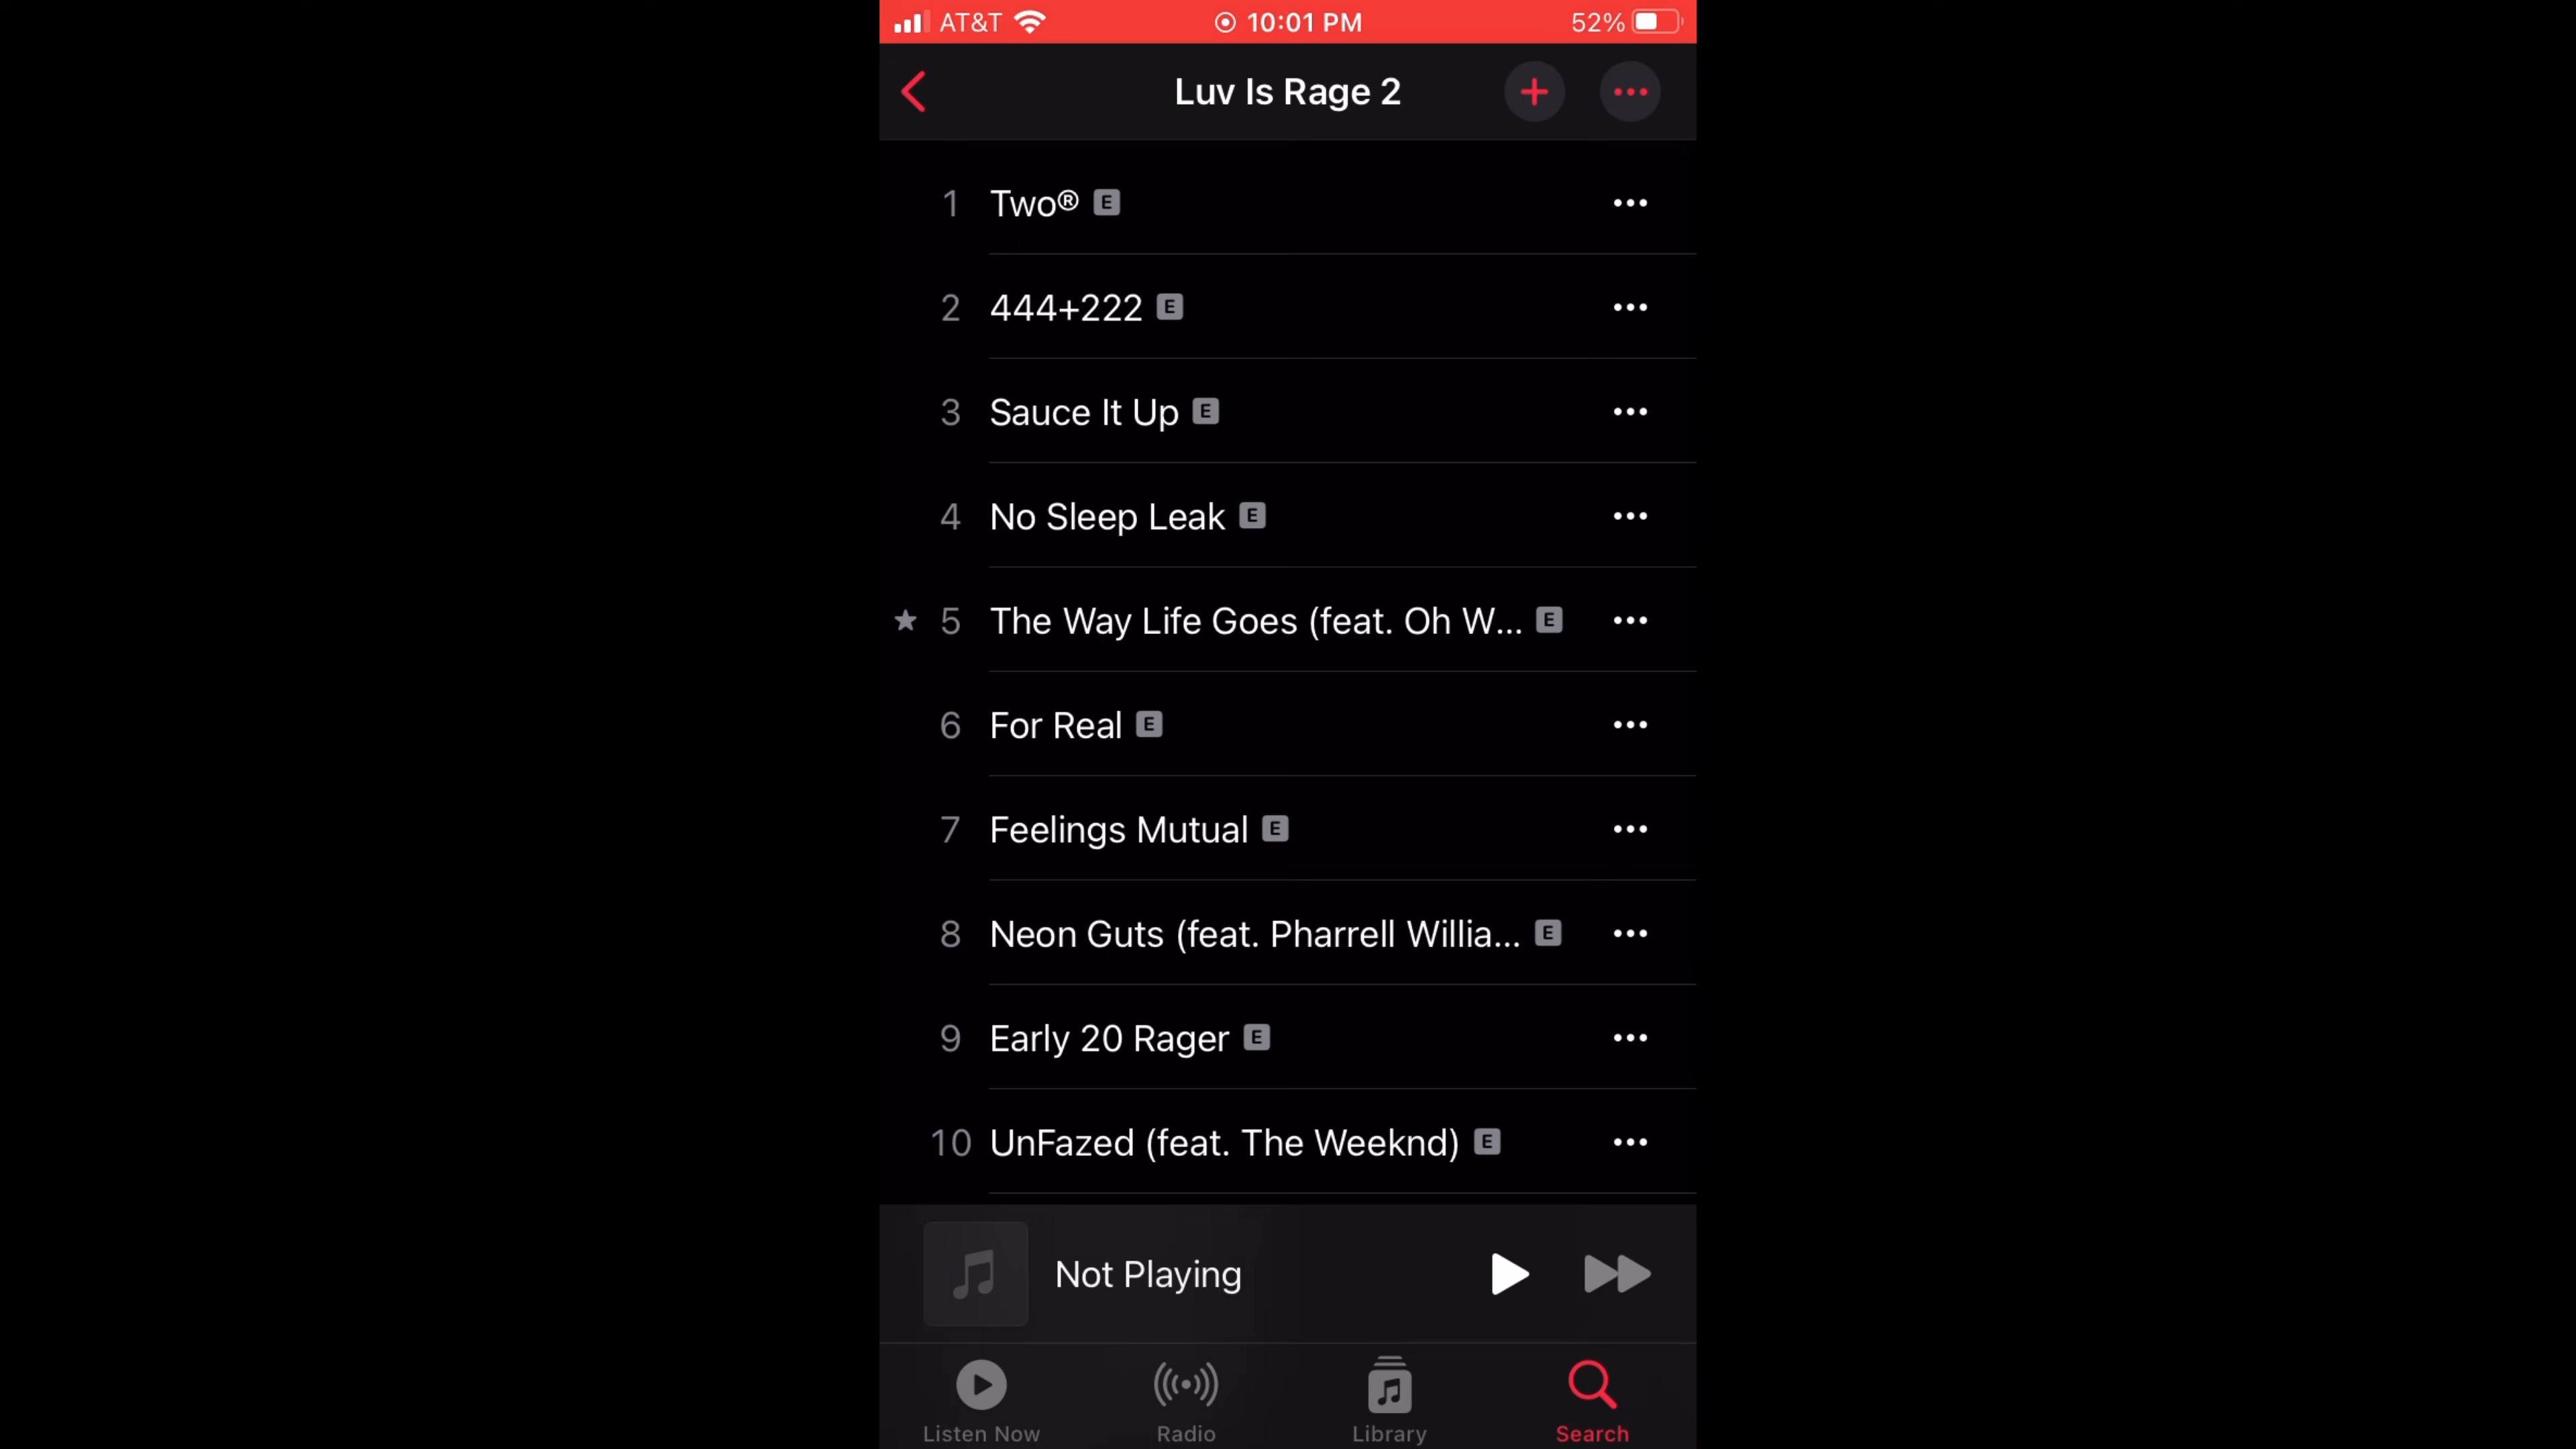 AT&T 10:01 PM 52%
Luv Is Rage 2
1 Two® E
2 444+222 E
3 Sauce It Up E
4 No Sleep Leak E
5 The Way Life Goes (feat. Oh W... E
6 For Real E
7 Feelings Mutual E
8 Neon Guts (feat. Pharrell Willia... E
9 Early 20 Rager E
10 UnFazed (feat. The Weeknd) E
Not Playing
Listen Now Radio Library Search